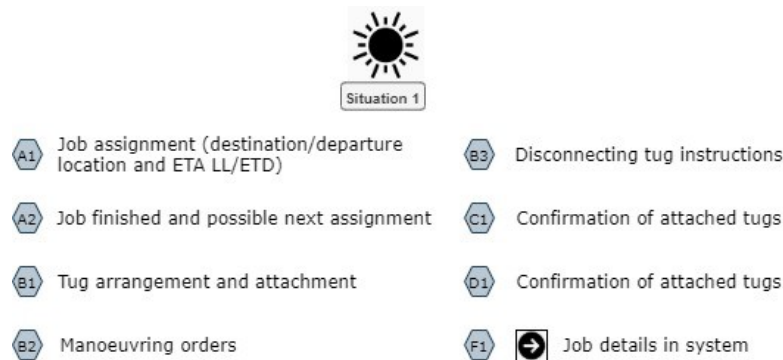 Situation 1
A1 Job assignment (destination/departure
location and ETA LL/ETD)
A2 Job finished and possible next assignment
B1 Tug arrangement and attachment
B2 Manoeuvring orders
B3 Disconnecting tug instructions
C1 Confirmation of attached tugs
D1 Confirmation of attached tugs
F1 Job details in system